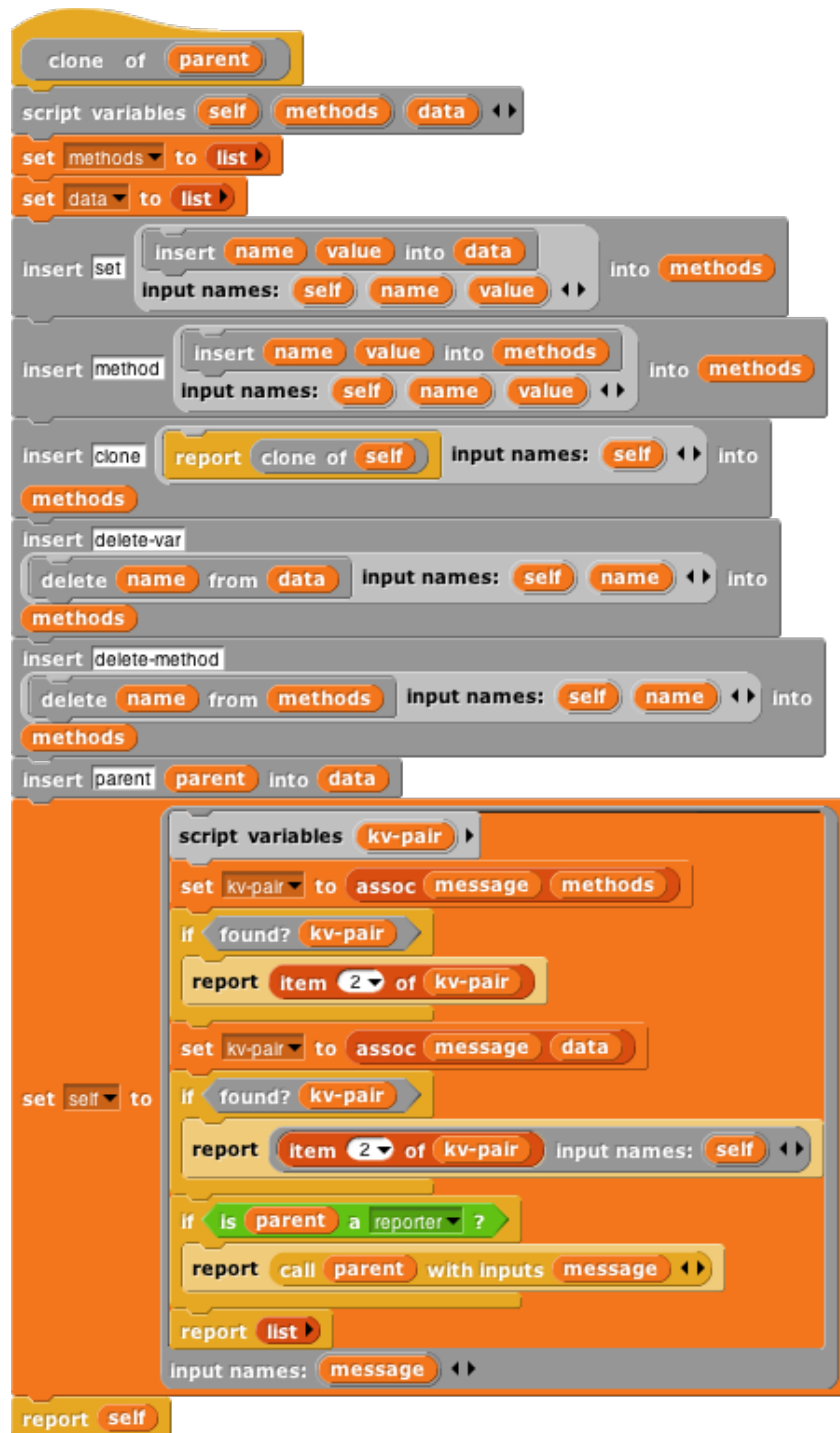 clone of parent
script variables self methods data
set methods to list
set data to list
insert name value into data
insert set into methods
input names: self name value
insert name value into methods
insert method into methods
input names: self name value
insert clone report clone of self input names: self into
methods
insert delete-var
delete name from data input names: self name into
methods
insert delete-method
delete name from methods input names: self name into
methods
insert parent parent into data
script variables kv-pair
set kv-pair to assoc message methods
if found? kv-pair
report item 2 of kv-pair
set kv-pair to assoc message data
set self to if found? kv-pair
report item 2 of kv-pair input names: self
if is parent a reporter ?
report call parent with inputs message
report list
input names: message
report self